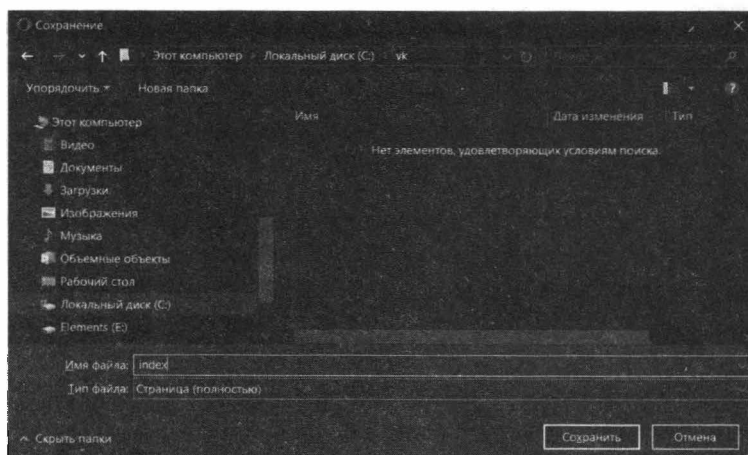 Сохранение
Этот компьютер Локальный диск (C:) vk
Упорядочить Новая папка
Имя Дата изменения Тип
Этот компьютер
Нет элементов, удовлетворяющих условиям поиска.
Видео
Документы
Загрузки
Изображения
Музыка
Объемные объекты
Рабочий стол
Локальный диск (C:)
Elements (E:)
Имя файла: index
Тип файла: Страница (полностью)
Скрыть папки Сохранить Отмена